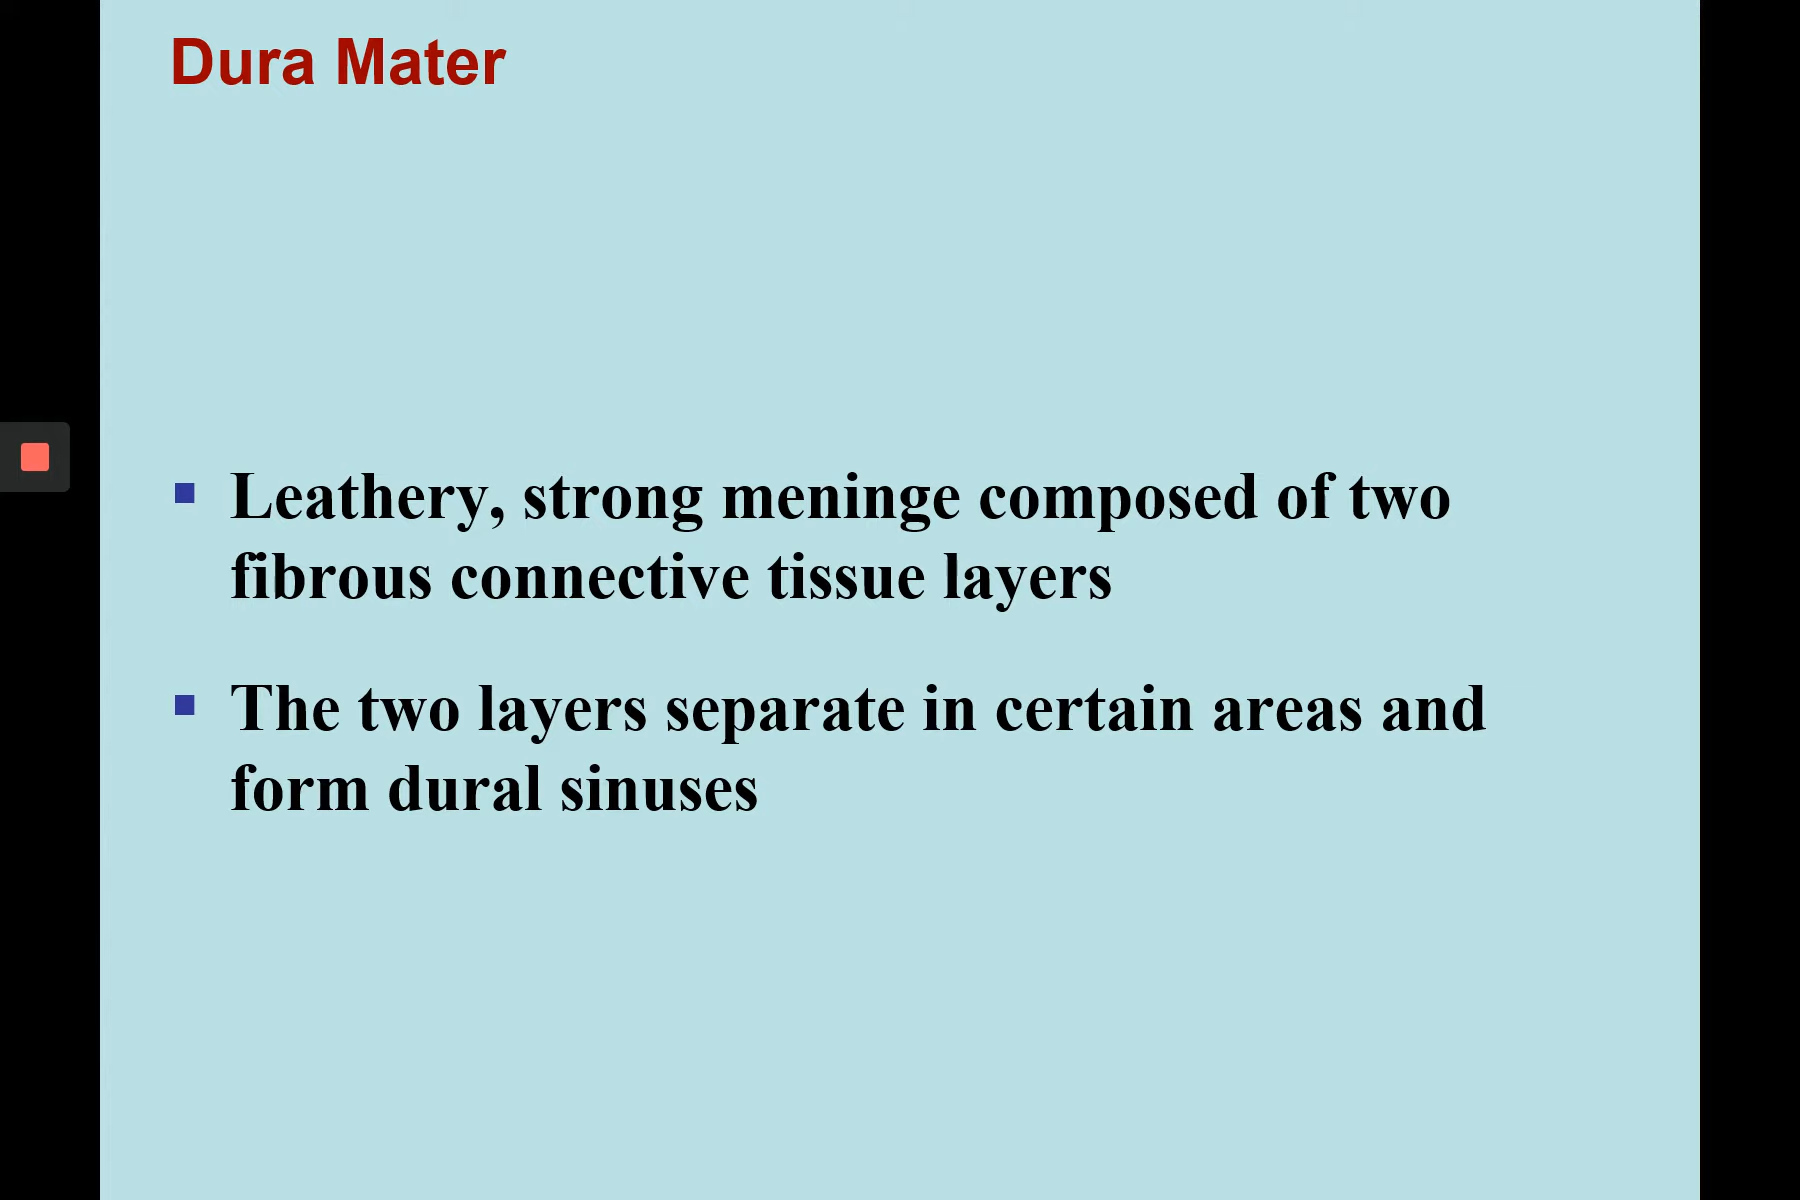 Dura Mater
Leathery, strong meninge composed of two
fibrous connective tissue layers
The two layers separate in certain areas and
form dural sinuses